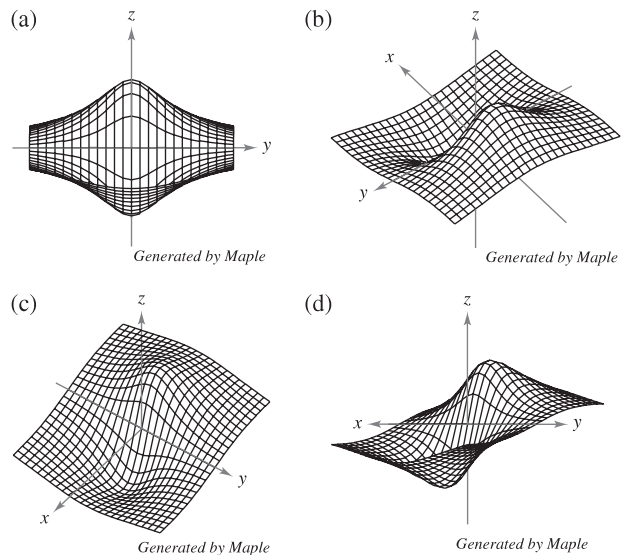 (a)
z
y
Generated by Maple
(b)
z
x
y
Generated by Maple
(c)
z
y
x
Generated by Maple
(d)
z
x
y
Generated by Maple